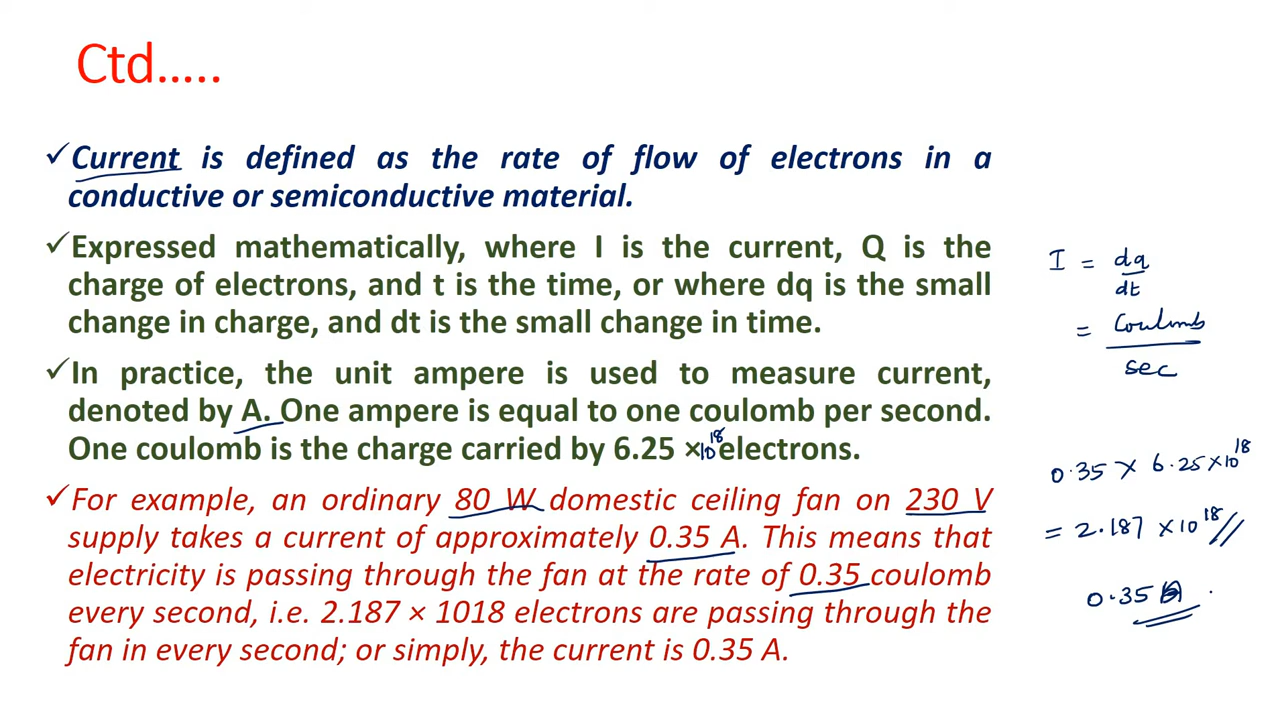 Ctd.....
✓Current is defined as the rate of flow of electrons in a
conductive or semiconductive material.
✓Expressed mathematically, where I is the current, Q is the
charge of electrons, and t is the time, or where dq is the small
change in charge, and dt is the small change in time.
✓In practice, the unit ampere is used to measure current,
denoted by A. One ampere is equal to one coulomb per second.
One coulomb is the charge carried by 6.25 ×10^18 electrons.
✓For example, an ordinary 80 W domestic ceiling fan on 230 V
supply takes a current of approximately 0.35 A. This means that
electricity is passing through the fan at the rate of 0.35 coulomb
every second, i.e. 2.187 × 1018 electrons are passing through the
fan in every second; or simply, the current is 0.35 A.
I = dq
dt
= Coulomb
sec
0.35 × 6.25×10^18
= 2.187 ×10^18 //
0.35